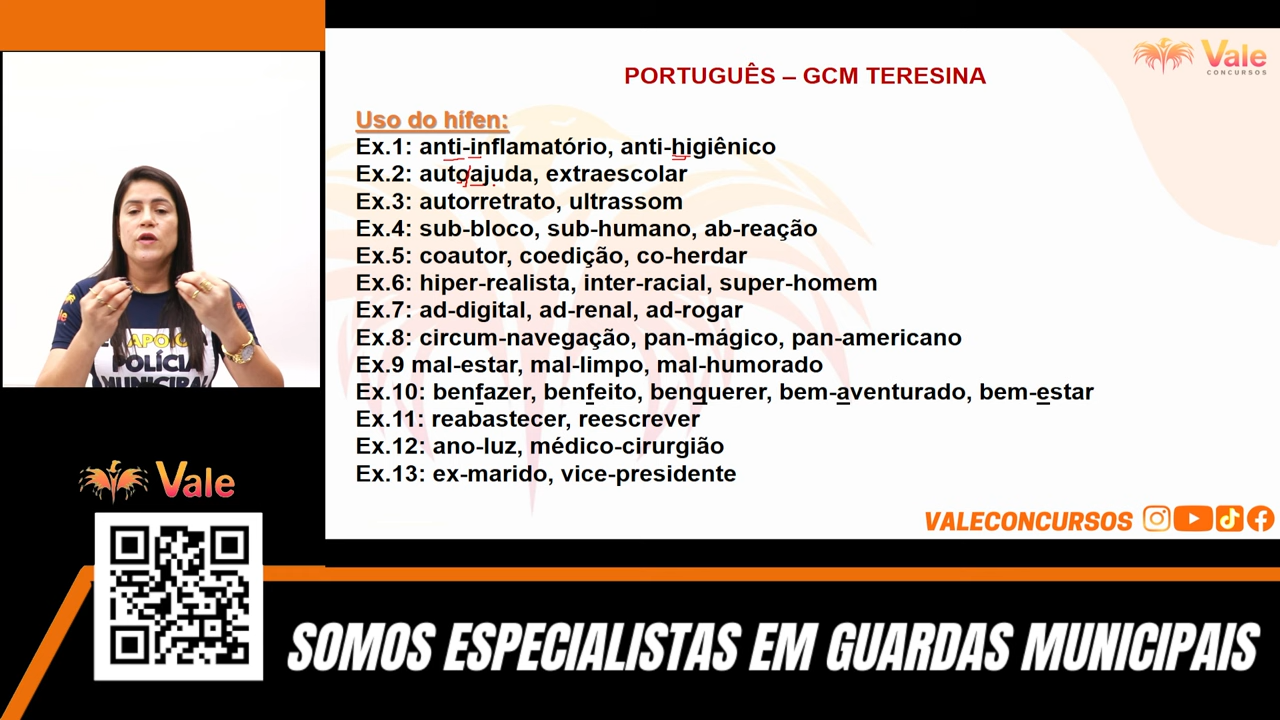 PORTUGUÊS – GCM TERESINA
Vale
CONCURSOS
Uso do hífen:
Ex.1: anti-inflamatório, anti-higiênico
Ex.2: autoajuda, extraescolar
Ex.3: autorretrato, ultrassom
Ex.4: sub-bloco, sub-humano, ab-reação
Ex.5: coautor, coedição, co-herdar
Ex.6: hiper-realista, inter-racial, super-homem
Ex.7: ad-digital, ad-renal, ad-rogar
Ex.8: circum-navegação, pan-mágico, pan-americano
Ex.9 mal-estar, mal-limpo, mal-humorado
Ex.10: benfazer, benfeito, benquerer, bem-aventurado, bem-estar
Ex.11: reabastecer, reescrever
Ex.12: ano-luz, médico-cirurgião
Ex.13: ex-marido, vice-presidente
APOIO
POLÍCIA
MUNICIPAL
Vale
VALECONCURSOS
SOMOS ESPECIALISTAS EM GUARDAS MUNICIPAIS